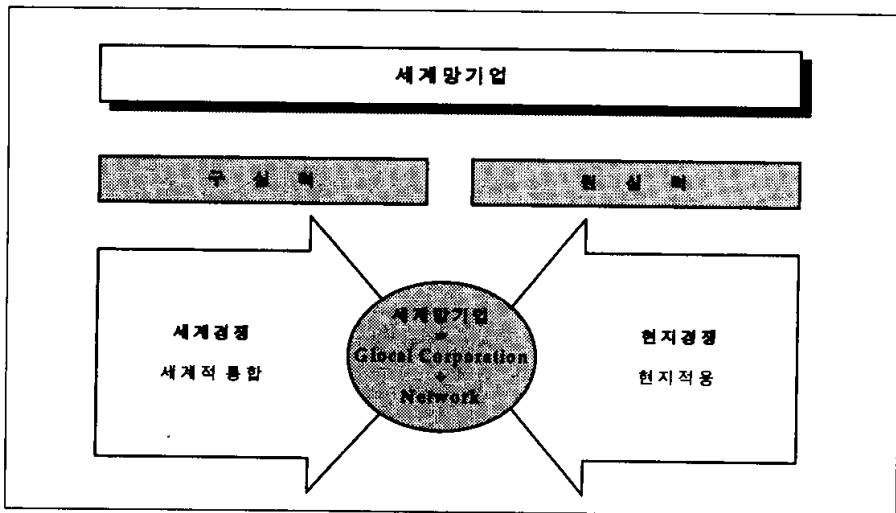 세계망기업
구 심 력
원 심 력
세계경쟁
세계적 통합
세계망기업
=
Glocal Corporation
+
Network
현지경쟁
현지적응